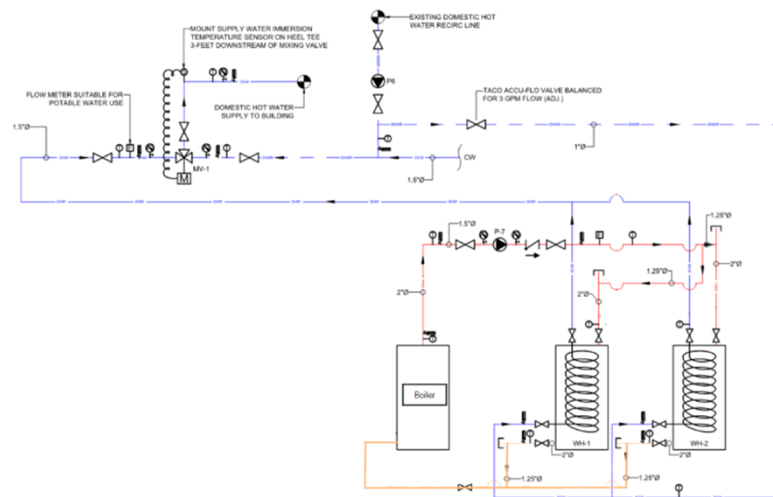 MOUNT SUPPLY WATER IMMERSION
TEMPERATURE SENSOR ON HEEL TEE
3-FEET DOWNSTREAM OF MIXING VALVE
EXISTING DOMESTIC HOT
WATER RECIRC LINE
P6
FLOW METER SUITABLE FOR
POTABLE WATER USE
DOMESTIC HOT WATER
SUPPLY TO BUILDING
TACO ACCU-FLO VALVE BALANCED
FOR 3 GPM FLOW (ADJ.)
1.5"Ø
1"Ø
MV-1
M
CW
1.5"Ø
1.5"Ø
P-7
1.25"Ø
1.25"Ø
2"Ø
2"Ø
2"Ø
Boiler
WH-1
WH-2
2"Ø
2"Ø
1.25"Ø
1.25"Ø